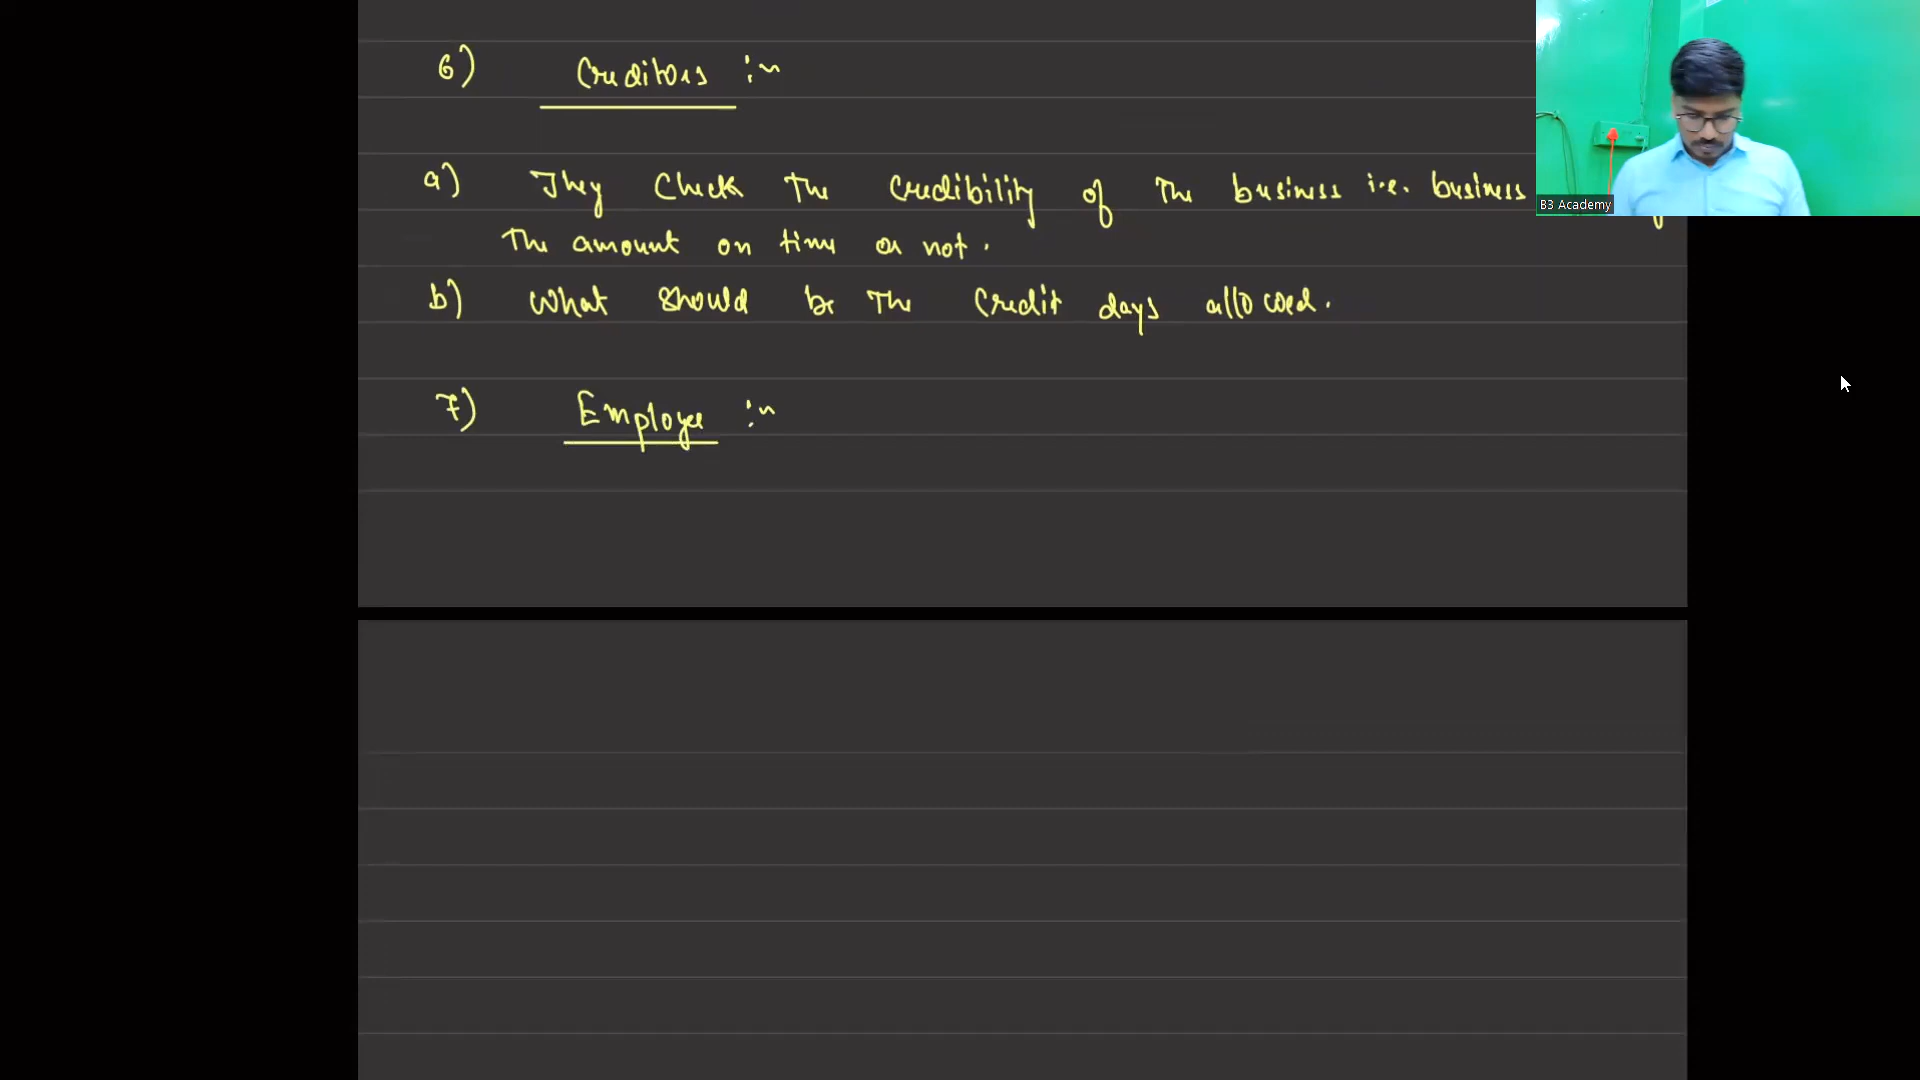 6) Creditors :~
a) They Check the Credibility of the business i.e. business
the amount on time or not.
b) What should be the Credit days allowed.
7) Employee :~
B3 Academy